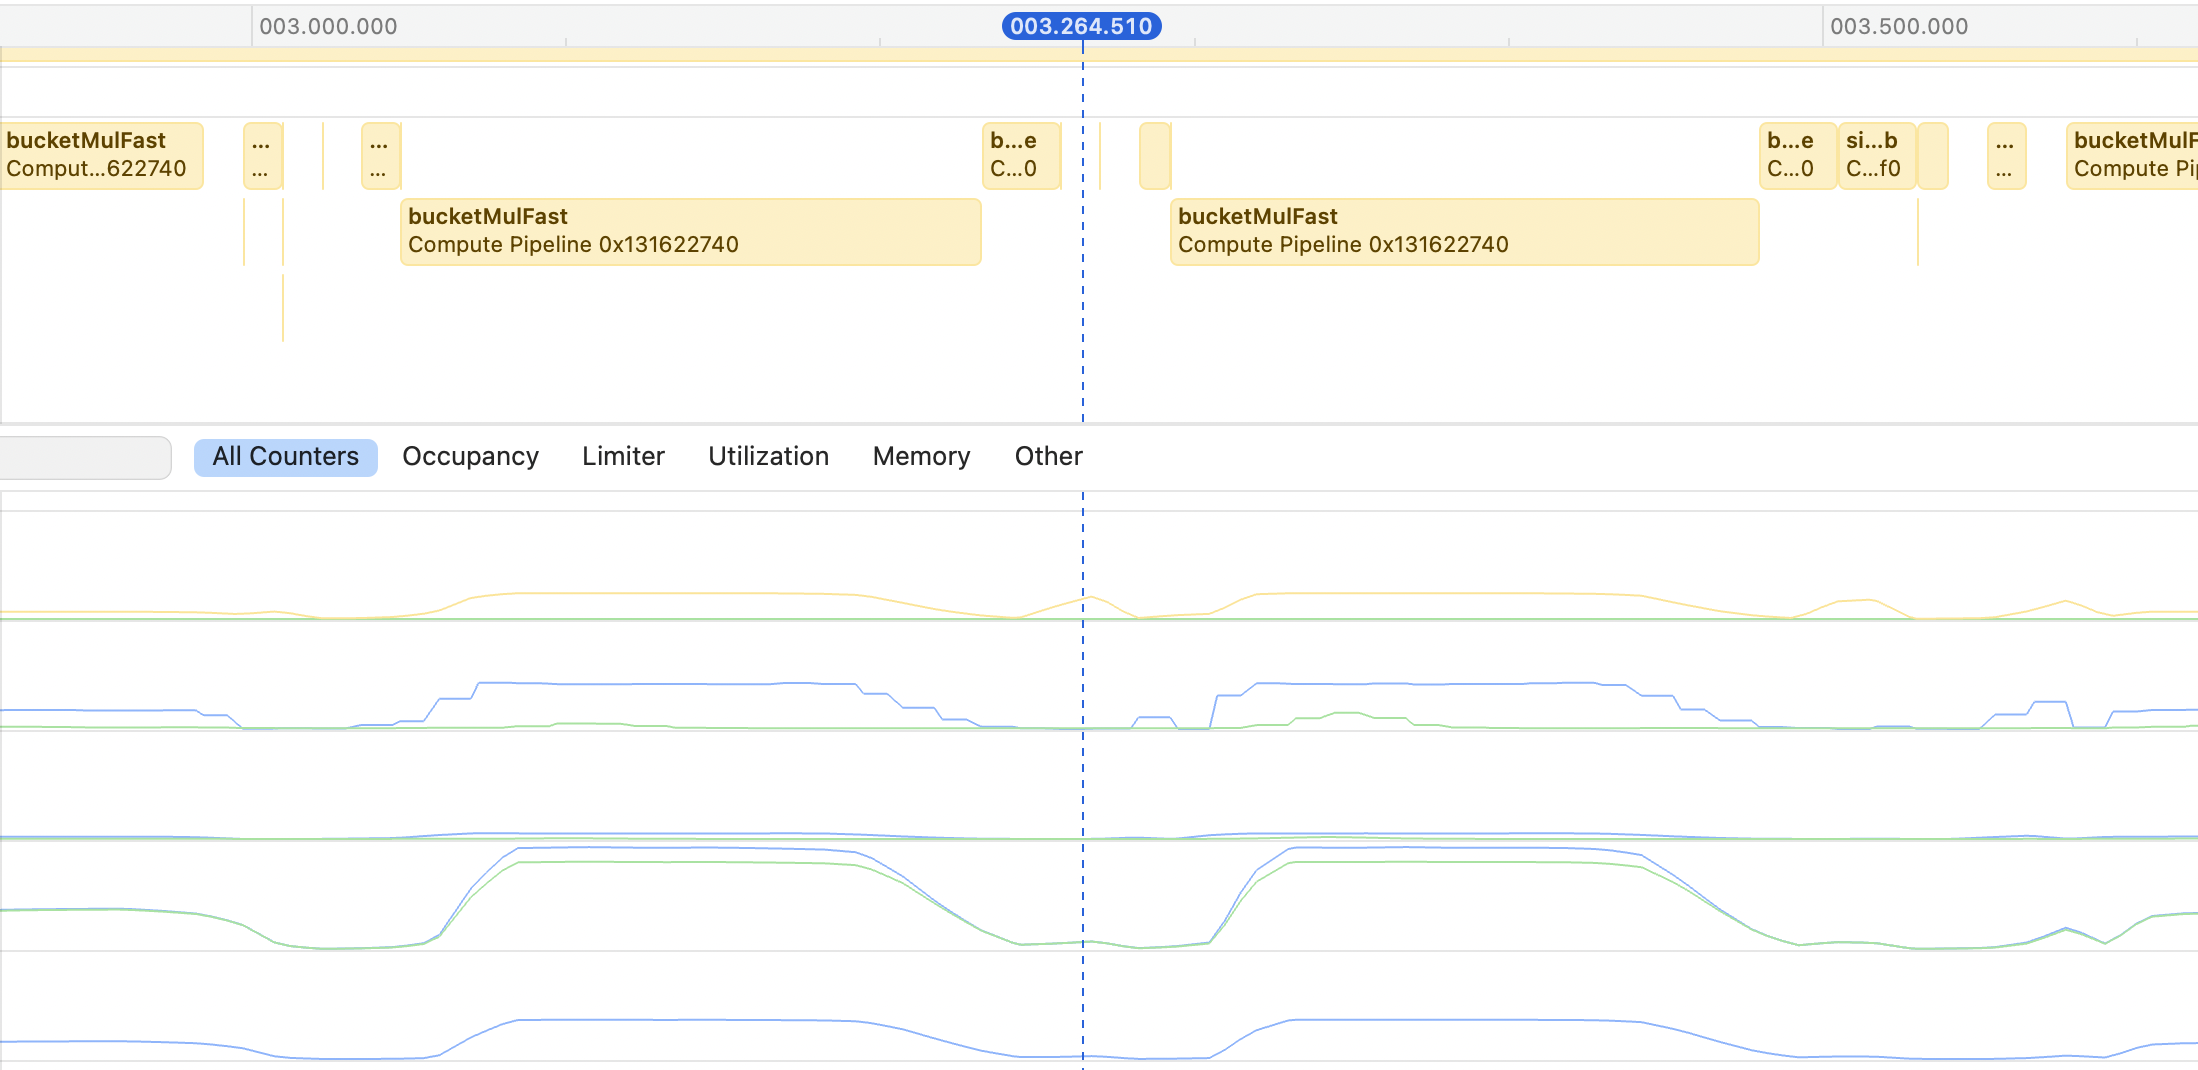 003.000.000
003.264.510
003.500.000
bucketMulFast
Comput...622740
...
...
...
...
b...e
C...0
b...e
C...0
si...b
C...f0
...
...
bucketMulF
Compute Pip
bucketMulFast
Compute Pipeline 0x131622740
bucketMulFast
Compute Pipeline 0x131622740
All Counters
Occupancy
Limiter
Utilization
Memory
Other